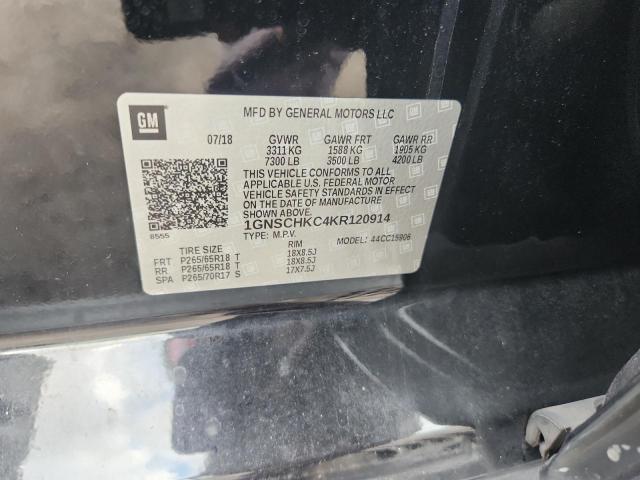 GM
MFD BY GENERAL MOTORS LLC
07/18 GVWR GAWR FRT GAWR RR
3311 KG 1588 KG 1905 KG
7300 LB 3500 LB 4200 LB
THIS VEHICLE CONFORMS TO ALL
APPLICABLE U.S. FEDERAL MOTOR
VEHICLE SAFETY STANDARDS IN EFFECT
ON THE DATE OF MANUFACTURE SHOWN ABOVE.
1GNSCHKC4KR120914
8555 TYPE: M.P.V. MODEL: 44CC15906
TIRE SIZE RIM
FRT P265/65R18 T 18X8.5J
RR P265/65R18 T 18X8.5J
SPA P265/70R17 S 17X7.5J